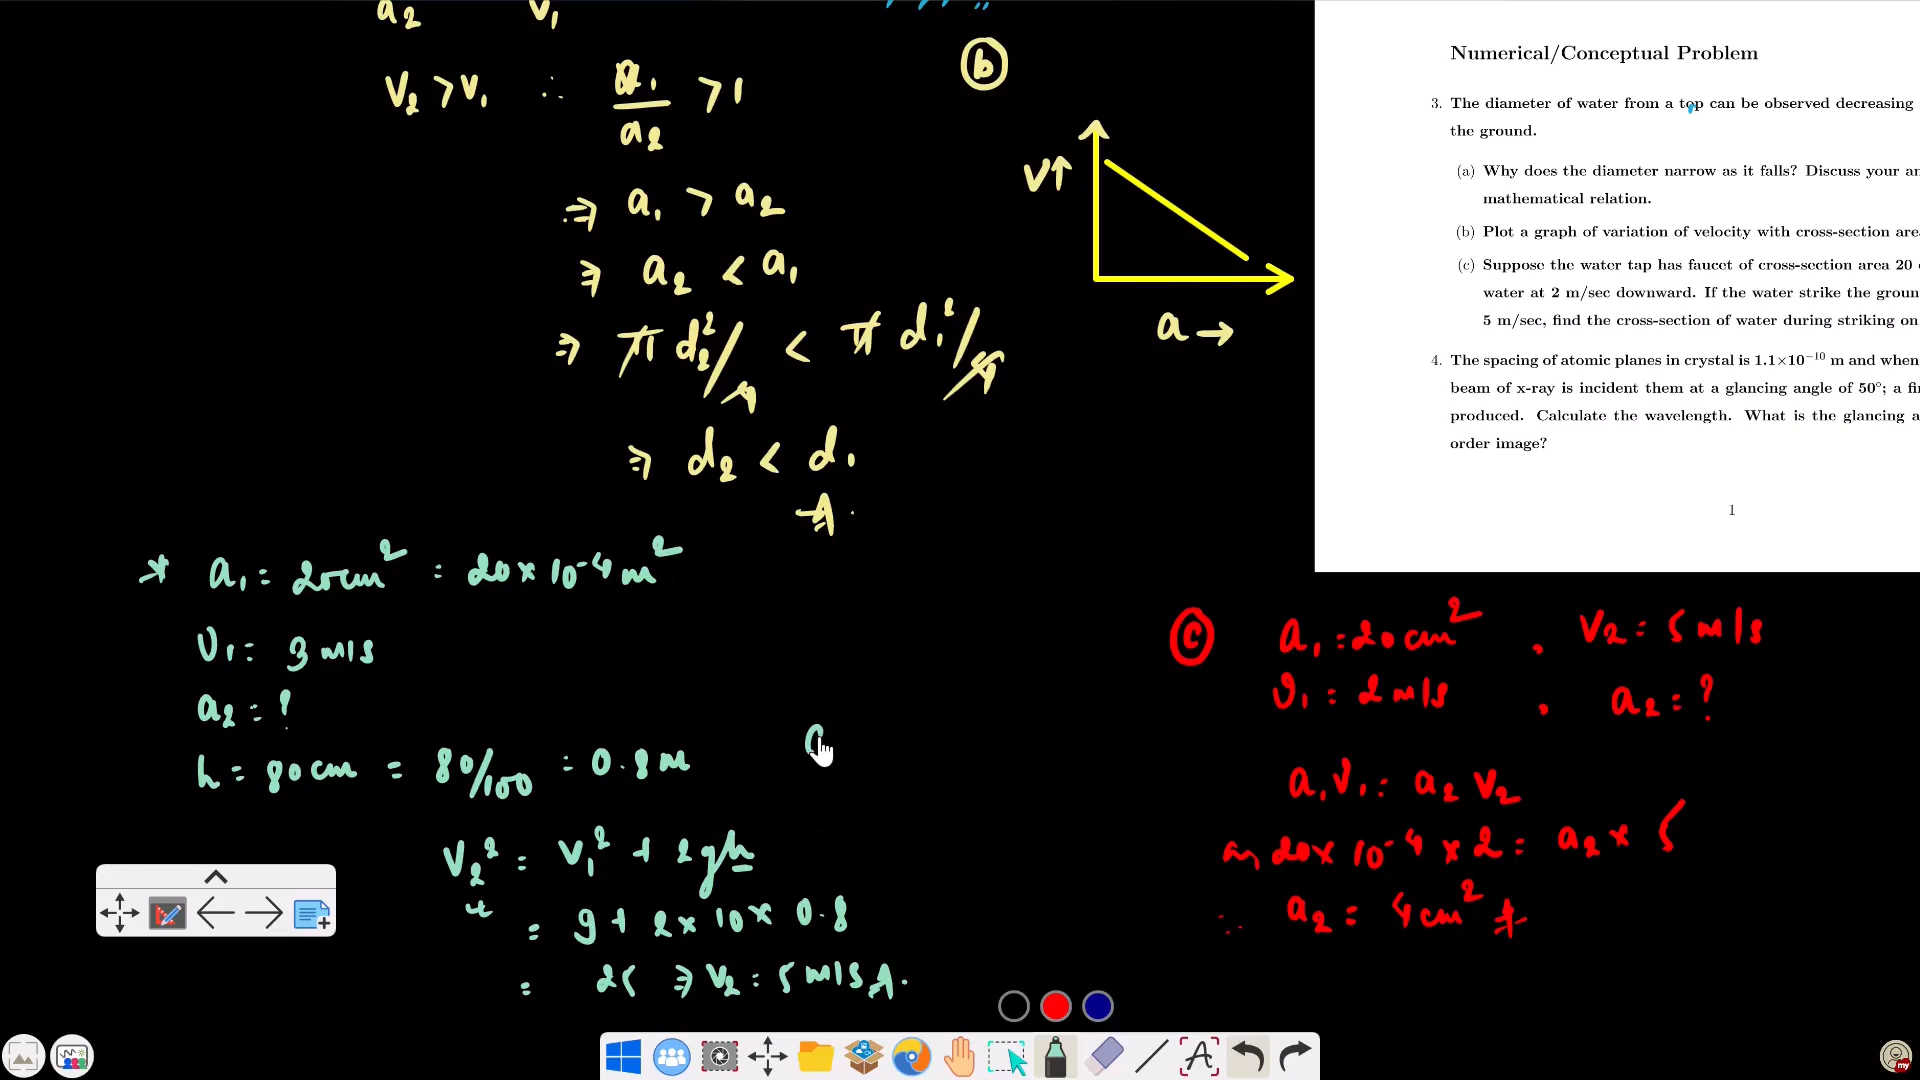 a₂ v₁
V₂ > V₁ ∴ a₁/a₂ > 1
⇒ a₁ > a₂
⇒ a₂ < a₁
⇒ πd₂²/4 < πd₁²/4
⇒ d₂ < d₁
(b)
V↑
a →
Numerical/Conceptual Problem
3. The diameter of water from a top can be observed decreasing
the ground.
(a) Why does the diameter narrow as it falls? Discuss your an
mathematical relation.
(b) Plot a graph of variation of velocity with cross-section are
(c) Suppose the water tap has faucet of cross-section area 20
water at 2 m/sec downward. If the water strike the groun
5 m/sec, find the cross-section of water during striking on
4. The spacing of atomic planes in crystal is 1.1×10⁻¹⁰ m and when
beam of x-ray is incident them at a glancing angle of 50°; a fi
produced. Calculate the wavelength. What is the glancing a
order image?
1
* a₁ = 20cm² = 20×10⁻⁴ m²
v₁ = 3 m/s
a₂ = ?
h = 80cm = 80/100 = 0.8 m
V₂² = V₁² + 2gh
= 9 + 2×10×0.8
= 25 ⇒ V₂ = 5 m/s
(c) a₁ = 20cm² , V₂ = 5 m/s
v₁ = 2 m/s , a₂ = ?
a₁v₁ = a₂V₂
20×10⁻⁴×2 = a₂×5
∴ a₂ = 4cm²
A
my